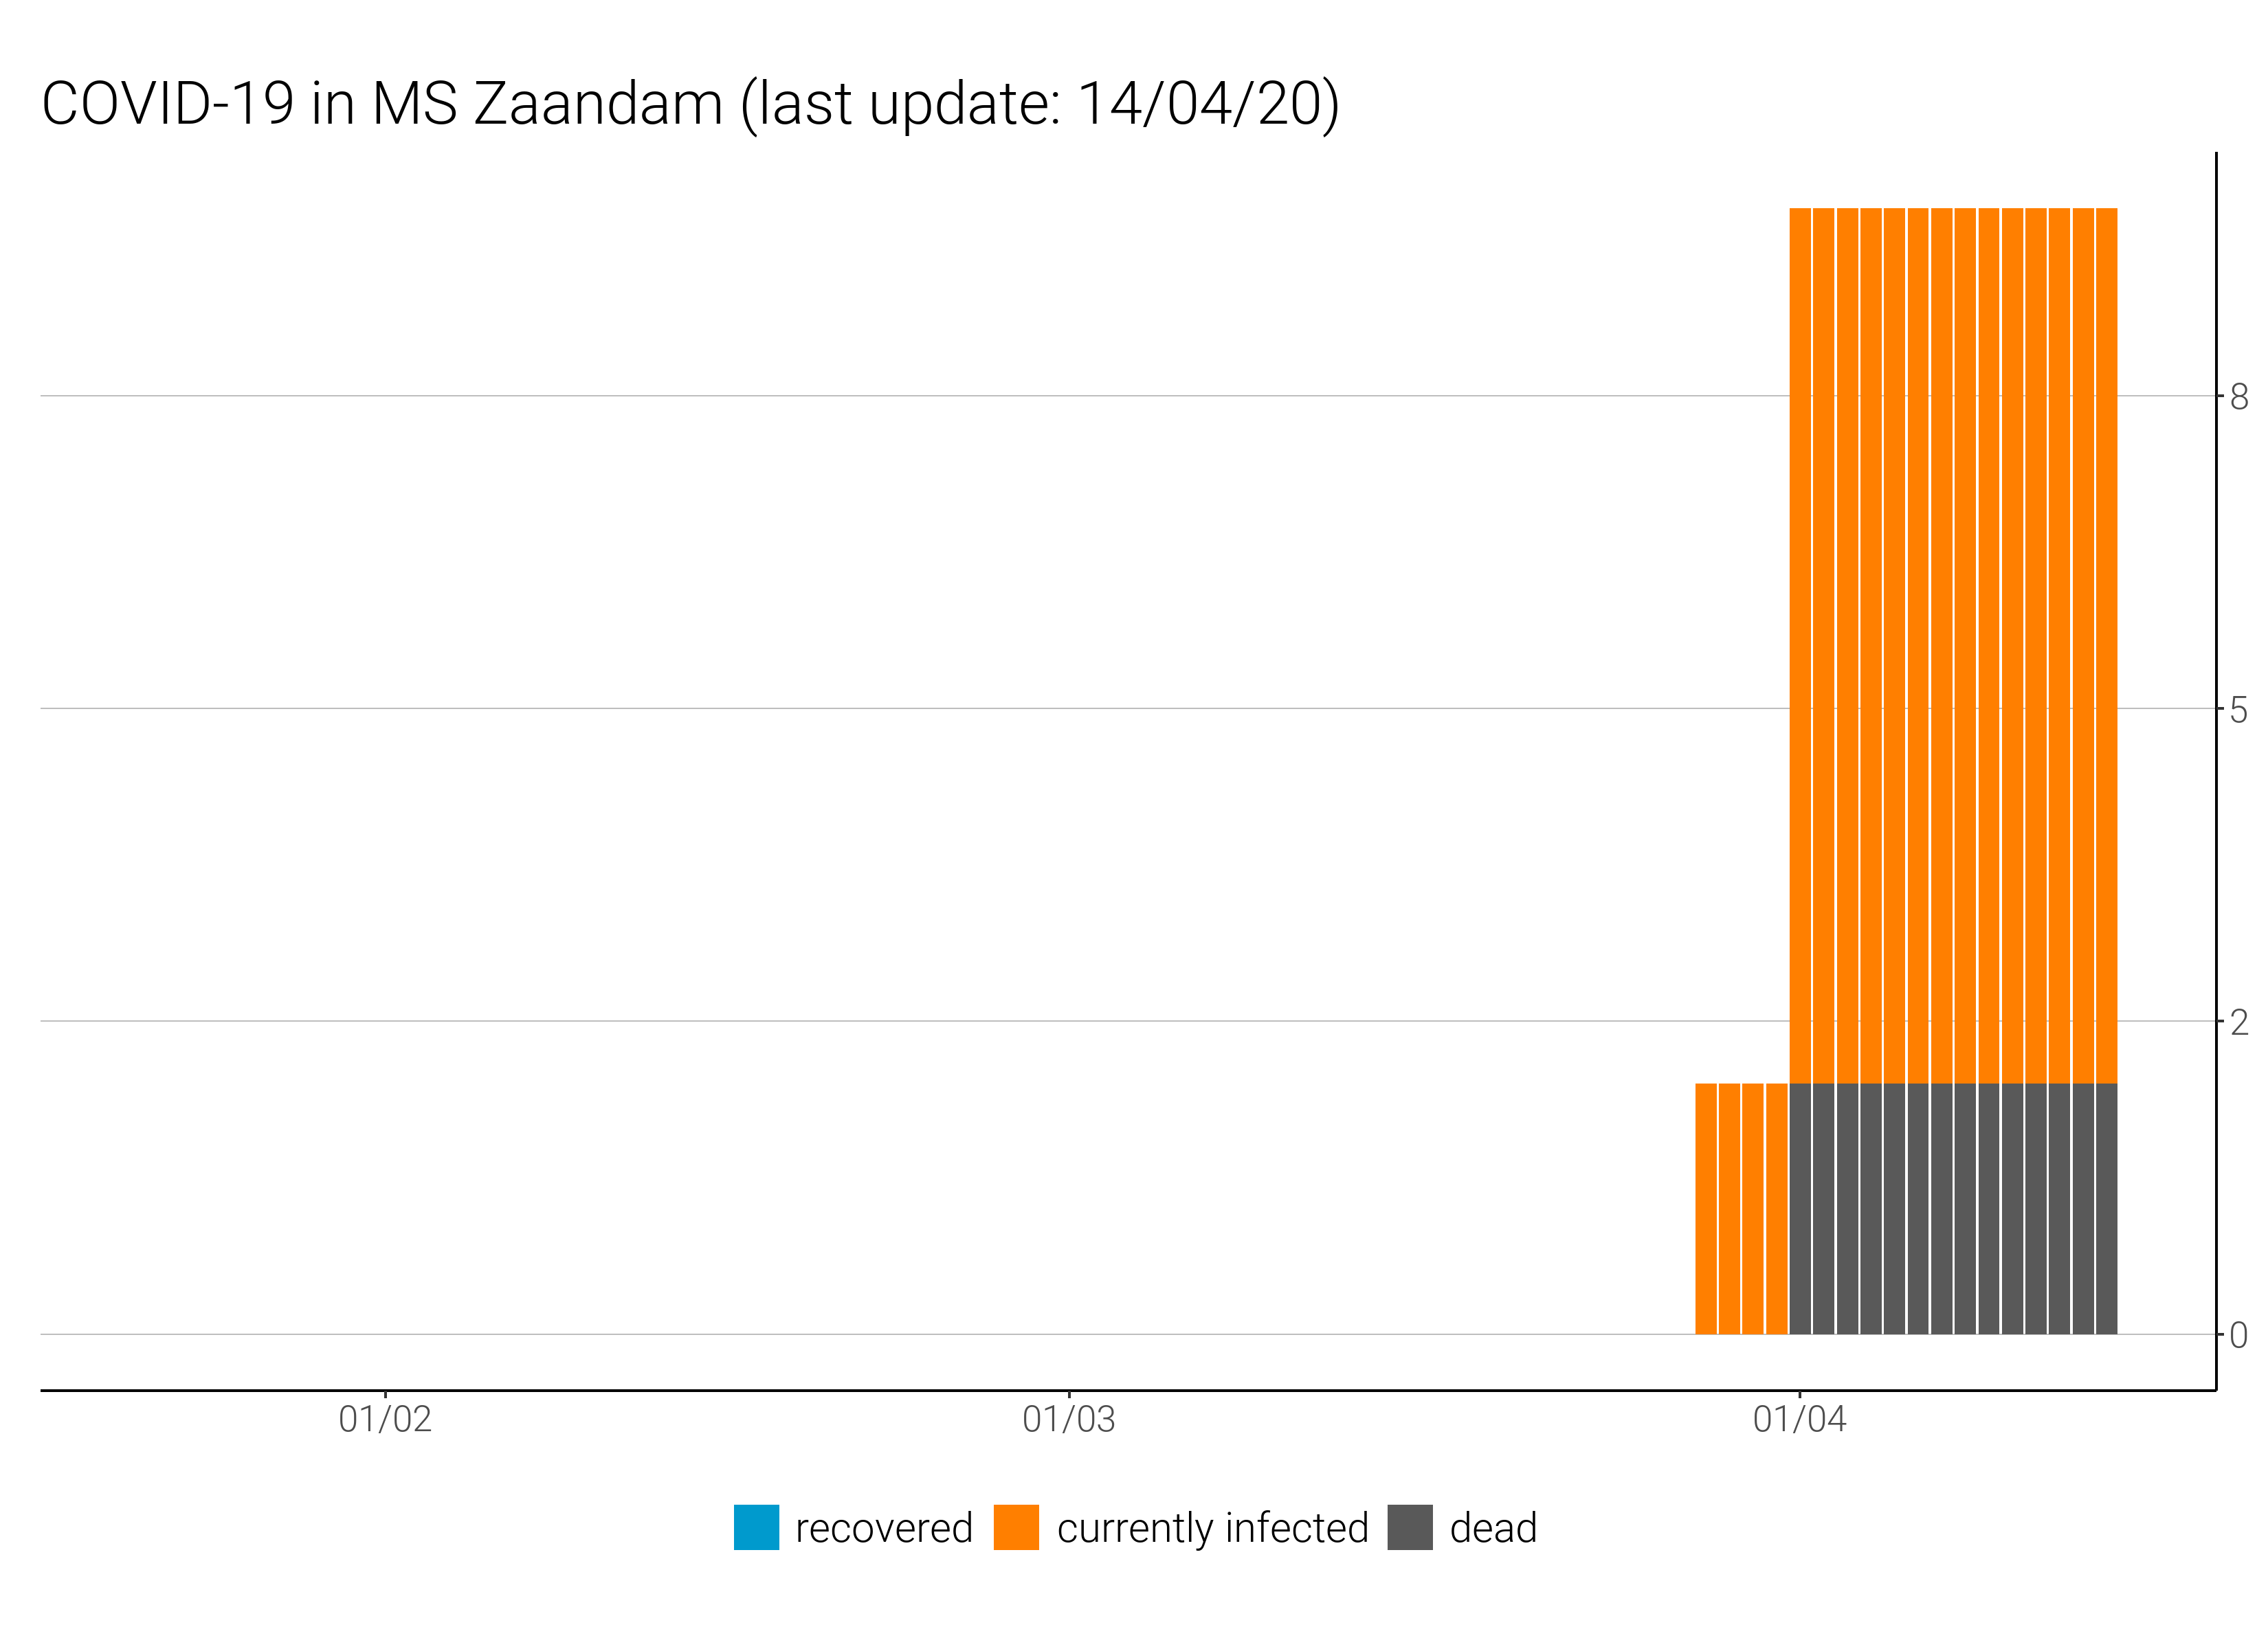 COVID-19 in MS Zaandam (last update: 14/04/20)
8
5
2
0
01/02 01/03 01/04
recovered currently infected dead